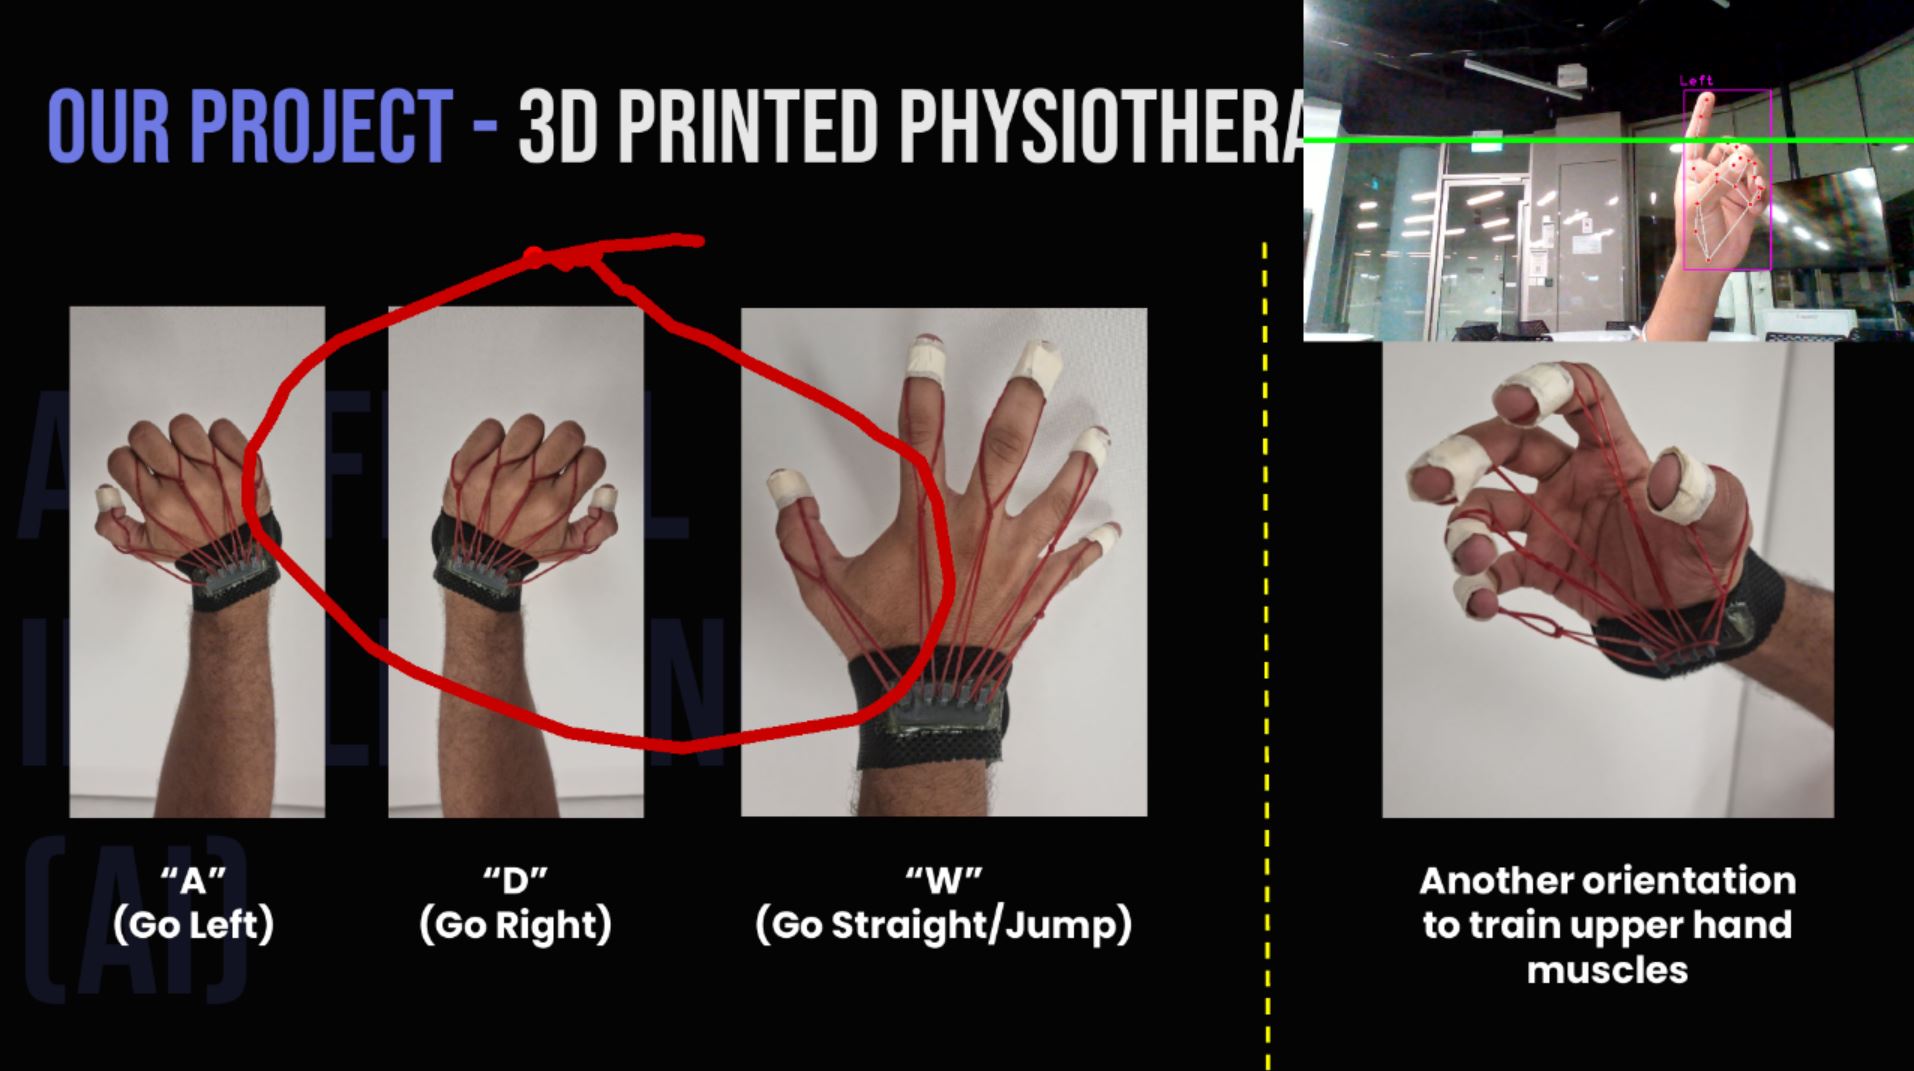 OUR PROJECT - 3D PRINTED PHYSIOTHERA
Left
"A"
(Go Left)
"D"
(Go Right)
"W"
(Go Straight/Jump)
Another orientation
to train upper hand
muscles
(AI)